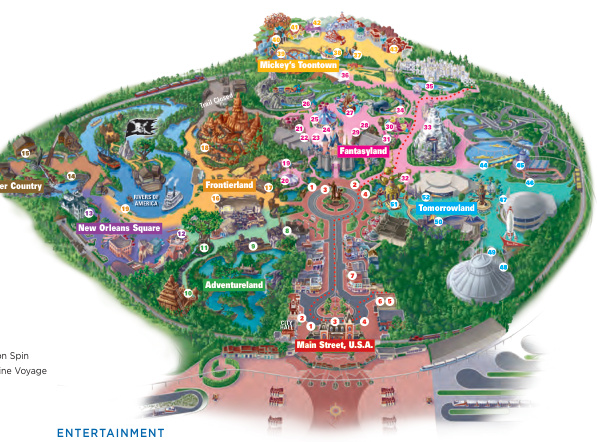 Mickey's Toontown
Trail Closed
Fantasyland
er Country
RIVERS OF
AMERICA
Frontierland
Tomorrowland
New Orleans Square
Adventureland
CITY
HALL
Main Street, U.S.A.
on Spin
ine Voyage
ENTERTAINMENT